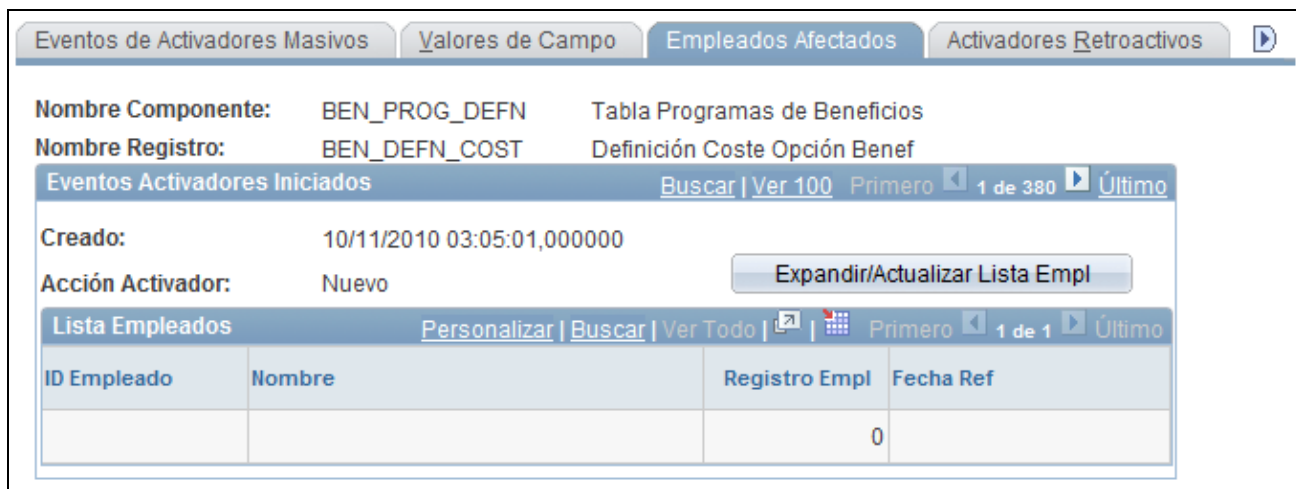 Eventos de Activadores Masivos Valores de Campo Empleados Afectados Activadores Retroactivos
Nombre Componente: BEN_PROG_DEFN Tabla Programas de Beneficios
Nombre Registro: BEN_DEFN_COST Definición Coste Opción Benef
Eventos Activadores Iniciados Buscar | Ver 100 Primero 1 de 380 Último
Creado: 10/11/2010 03:05:01,000000
Acción Activador: Nuevo Expandir/Actualizar Lista Empl
Lista Empleados Personalizar | Buscar | Ver Todo | | Primero 1 de 1 Último
ID Empleado Nombre Registro Empl Fecha Ref
0